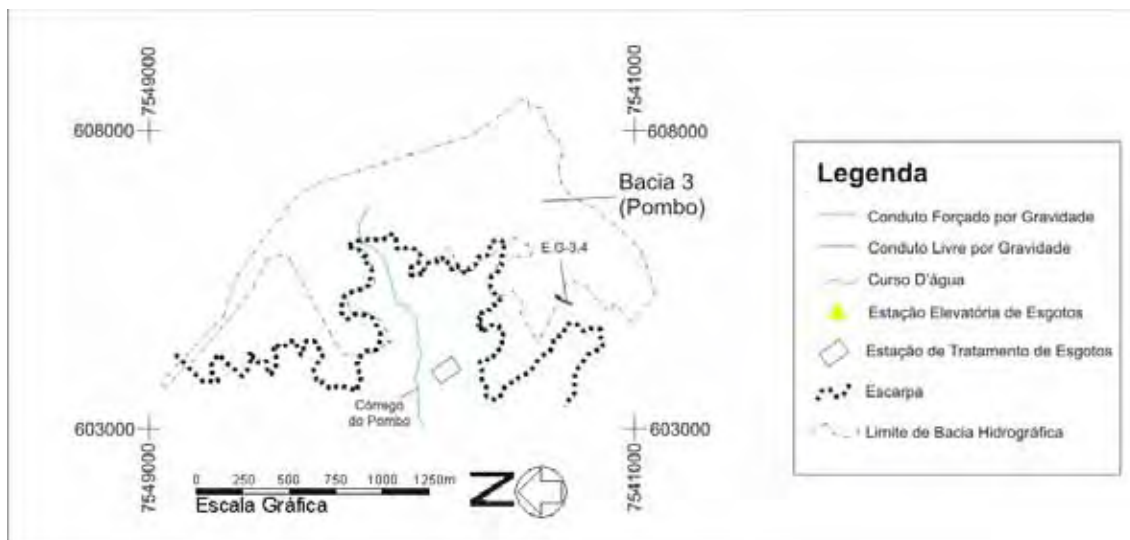 7549000
7541000
608000
608000
Bacia 3
(Pombo)
E.G-3.4
Córrego
do Pombo
603000
603000
7549000
7541000
0 250 500 750 1000 1250m
Escala Gráfica
N
Legenda
Conduto Forçado por Gravidade
Conduto Livre por Gravidade
Curso D'água
Estação Elevatória de Esgotos
Estação de Tratamento de Esgotos
Escarpa
Limite de Bacia Hidrográfica